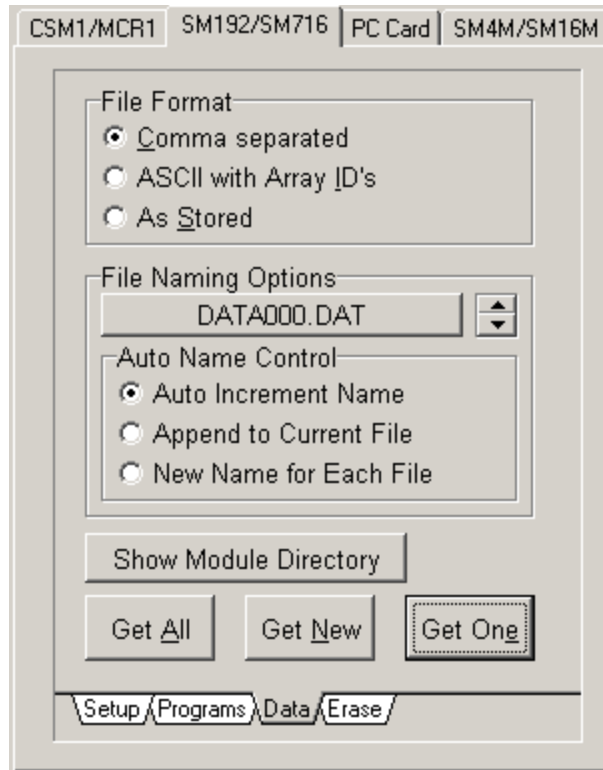 CSM1/MCR1 SM192/SM716 PC Card SM4M/SM16M
File Format
Comma separated
ASCII with Array ID's
As Stored
File Naming Options
DATA000.DAT
Auto Name Control
Auto Increment Name
Append to Current File
New Name for Each File
Show Module Directory
Get All Get New Get One
Setup Programs Data Erase